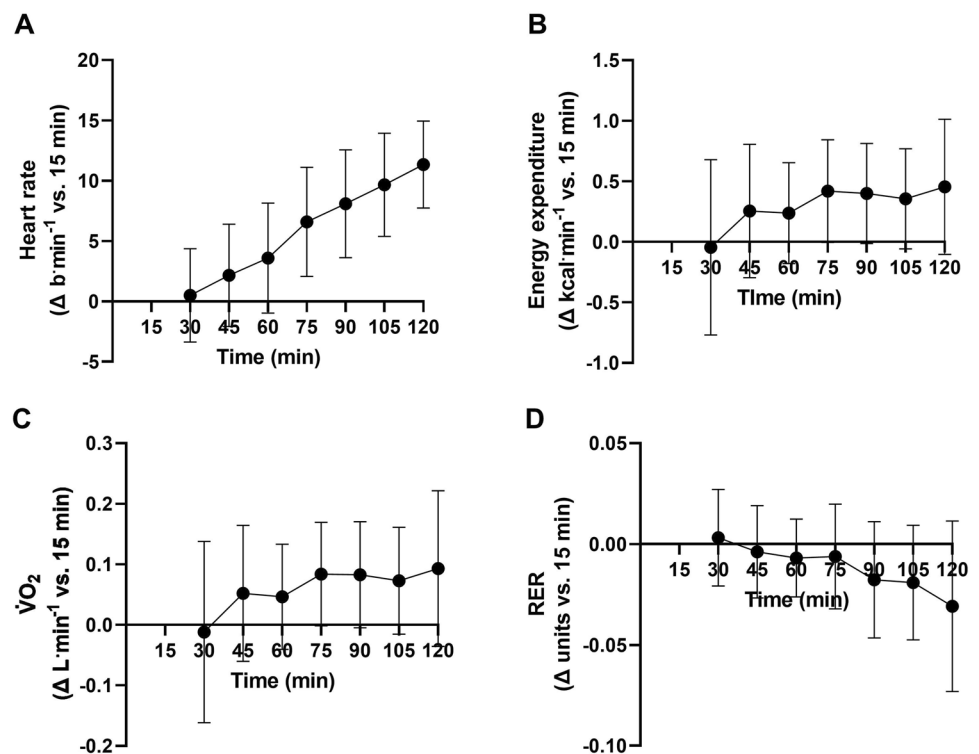 A
20
15
10
5
0
-5
Heart rate
(Δ b·min⁻¹ vs. 15 min)
15 30 45 60 75 90 105 120
Time (min)
B
1.5
1.0
0.5
0.0
-0.5
-1.0
Energy expenditure
(Δ kcal·min⁻¹ vs. 15 min)
15 30 45 60 75 90 105 120
TIme (min)
C
0.3
0.2
0.1
0.0
-0.1
-0.2
V̇O₂
(Δ L·min⁻¹ vs. 15 min)
15 30 45 60 75 90 105 120
Time (min)
D
0.05
0.00
-0.05
-0.10
RER
(Δ units vs. 15 min)
15 30 45 60 75 90 105 120
Time (min)